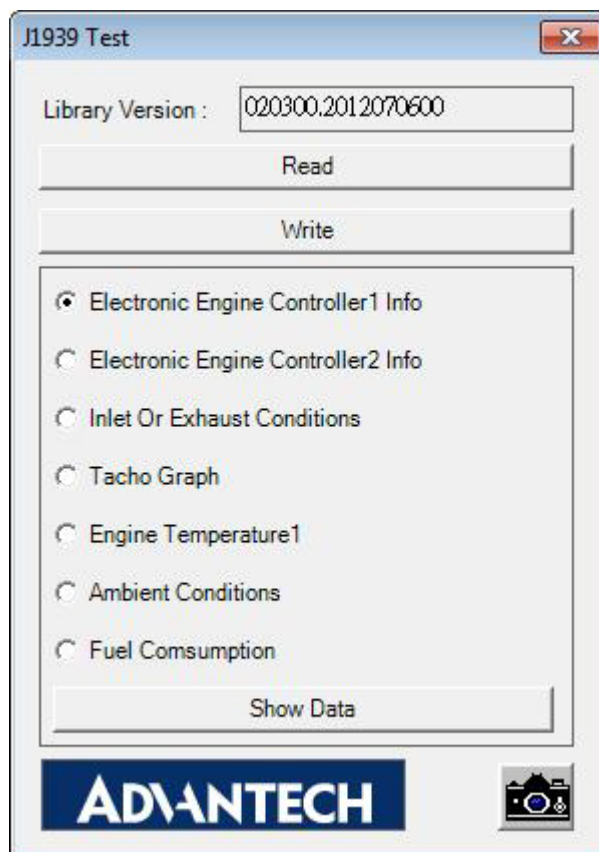 J1939 Test
Library Version : 020300.2012070600
Read
Write
Electronic Engine Controller1 Info
Electronic Engine Controller2 Info
Inlet Or Exhaust Conditions
Tacho Graph
Engine Temperature1
Ambient Conditions
Fuel Comsumption
Show Data
ADVANTECH